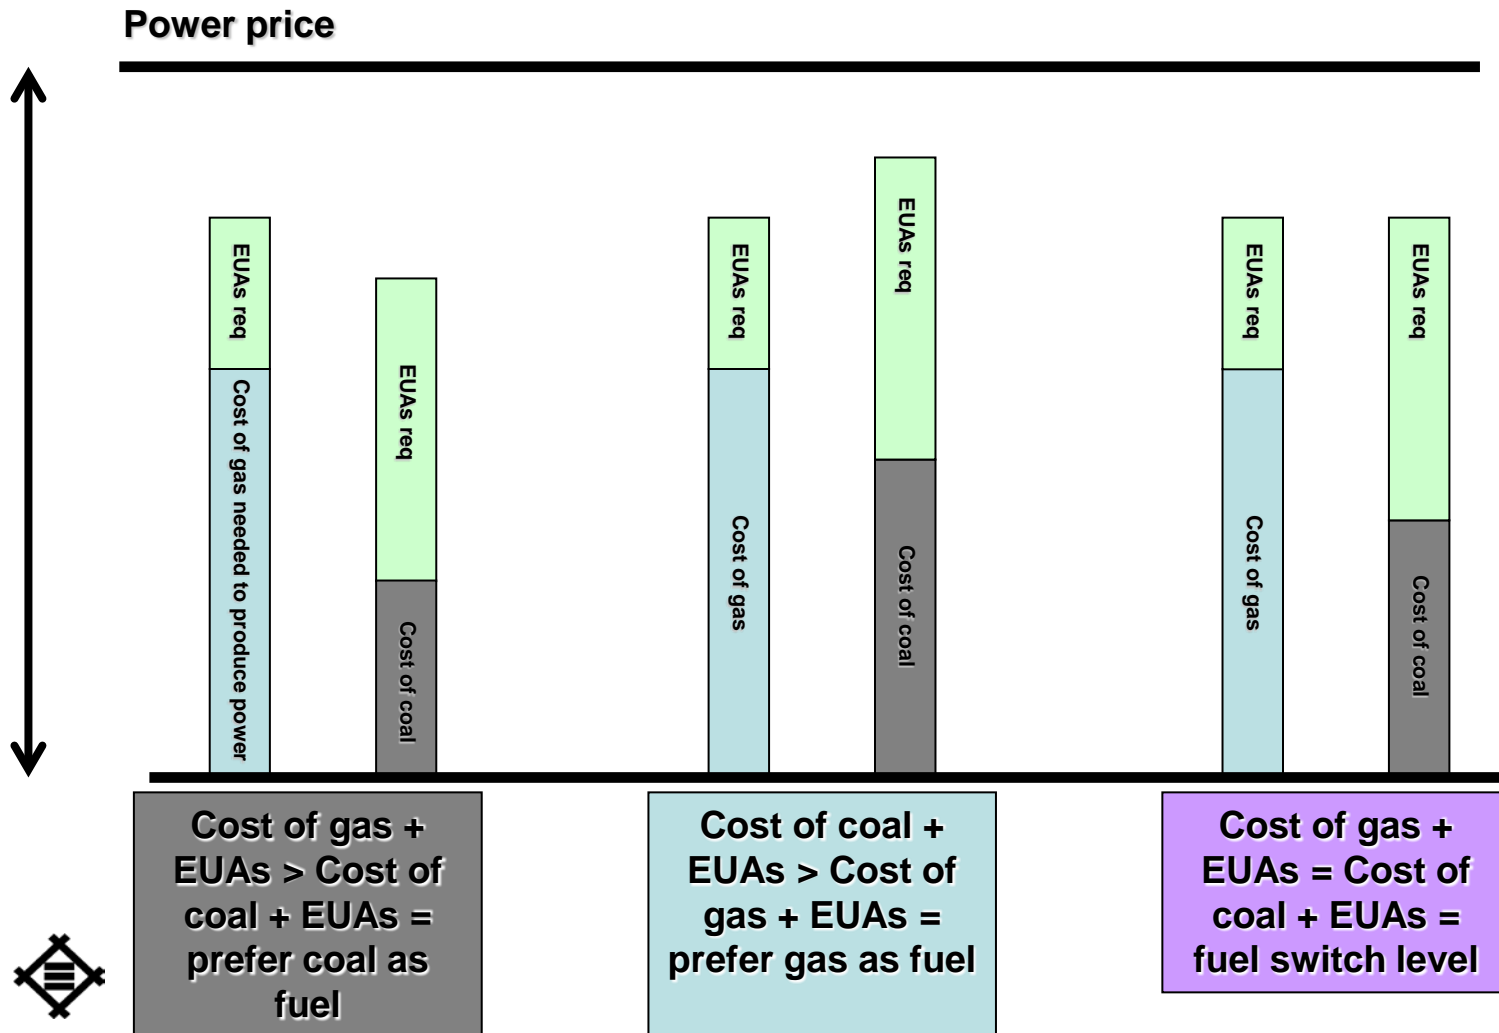 Power price
EUAs req
Cost of gas needed to produce power
EUAs req
Cost of coal
EUAs req
Cost of gas
EUAs req
Cost of coal
EUAs req
Cost of gas
EUAs req
Cost of coal
Cost of gas +
EUAs > Cost of
coal + EUAs =
prefer coal as
fuel
Cost of coal +
EUAs > Cost of
gas + EUAs =
prefer gas as fuel
Cost of gas +
EUAs = Cost of
coal + EUAs =
fuel switch level